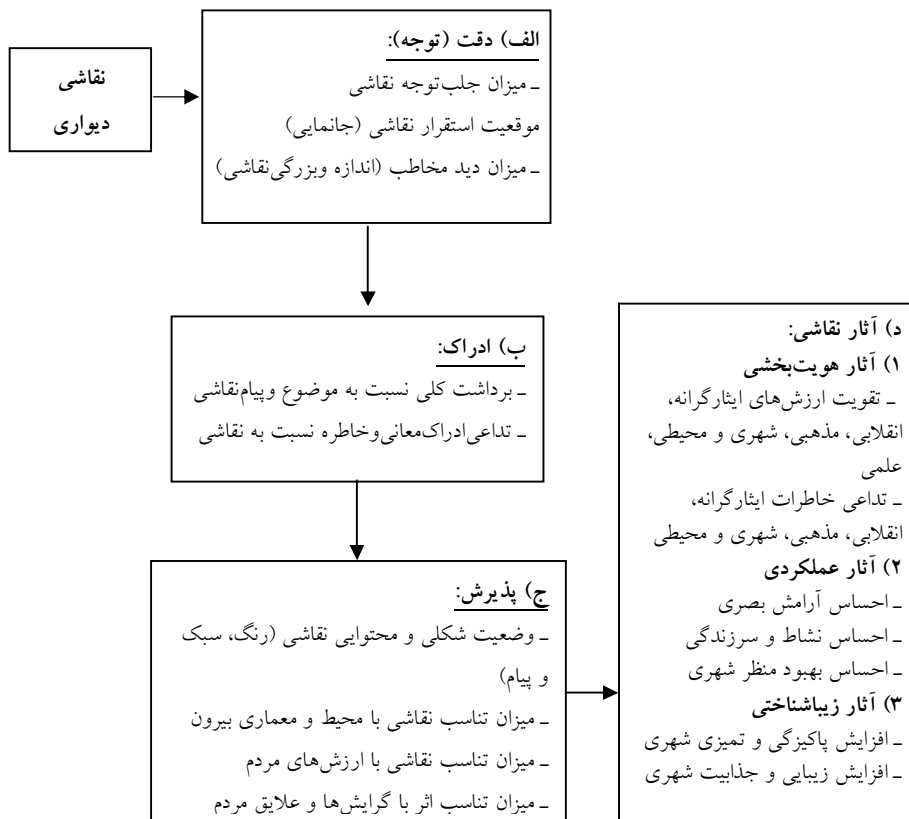 نقاشی
دیواری
الف) دقت (توجه):
ـ میزان جلب‌توجه نقاشی
موقعیت استقرار نقاشی (جانمایی)
ـ میزان دید مخاطب (اندازه وبزرگی‌نقاشی)
ب) ادراک:
ـ برداشت کلی نسبت به موضوع وپیام‌نقاشی
ـ تداعی‌ادراک‌معانی‌وخاطره نسبت به نقاشی
ج) پذیرش:
ـ وضعیت شکلی و محتوایی نقاشی (رنگ، سبک
و پیام)
ـ میزان تناسب نقاشی با محیط و معماری بیرون
ـ میزان تناسب نقاشی با ارزش‌های مردم
ـ میزان تناسب اثر با گرایش‌ها و علایق مردم
د) آثار نقاشی:
۱) آثار هویت‌بخشی
ـ تقویت ارزش‌های ایثارگرانه،
انقلابی، مذهبی، شهری و محیطی،
علمی
ـ تداعی خاطرات ایثارگرانه،
انقلابی، مذهبی، شهری و محیطی
۲) آثار عملکردی
ـ احساس آرامش بصری
ـ احساس نشاط و سرزندگی
ـ احساس بهبود منظر شهری
۳) آثار زیباشناختی
ـ افزایش پاکیزگی و تمیزی شهری
ـ افزایش زیبایی و جذابیت شهری